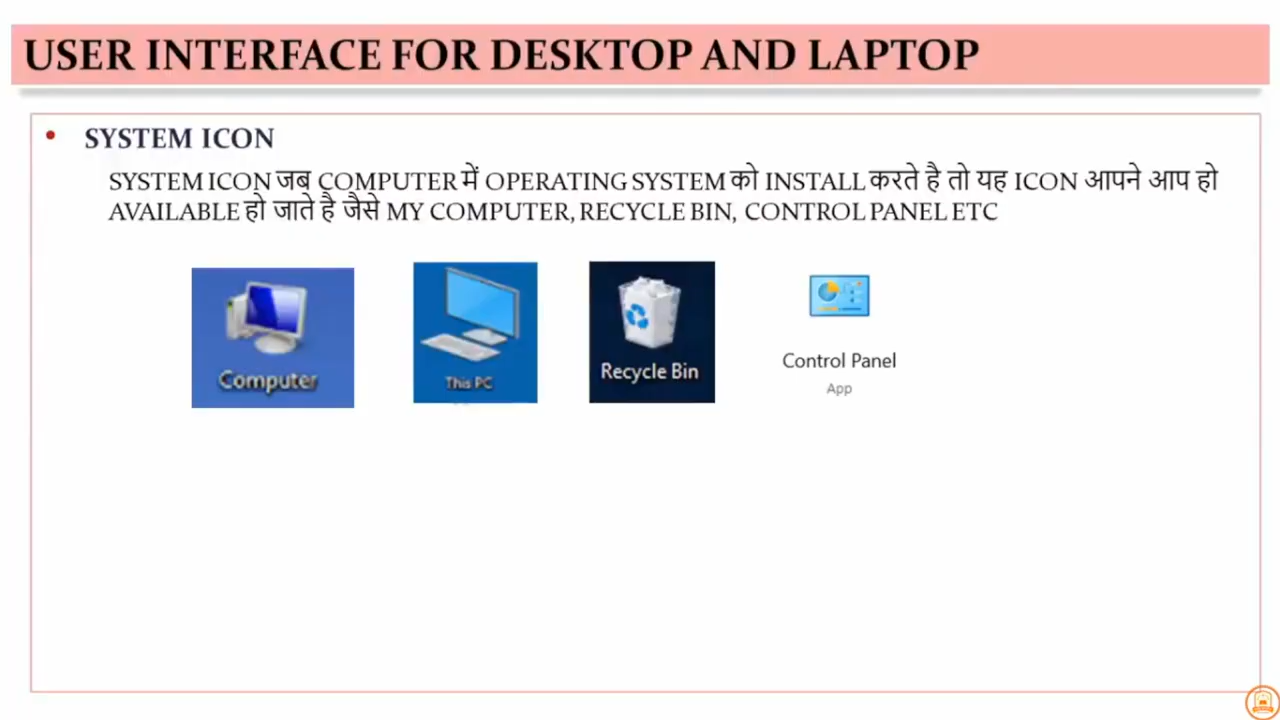 USER INTERFACE FOR DESKTOP AND LAPTOP
• SYSTEM ICON
SYSTEM ICON जब COMPUTER में OPERATING SYSTEM को INSTALL करते है तो यह ICON आपने आप हो
AVAILABLE हो जाते है जैसे MY COMPUTER, RECYCLE BIN, CONTROL PANEL ETC
Computer
This PC
Recycle Bin
Control Panel
App